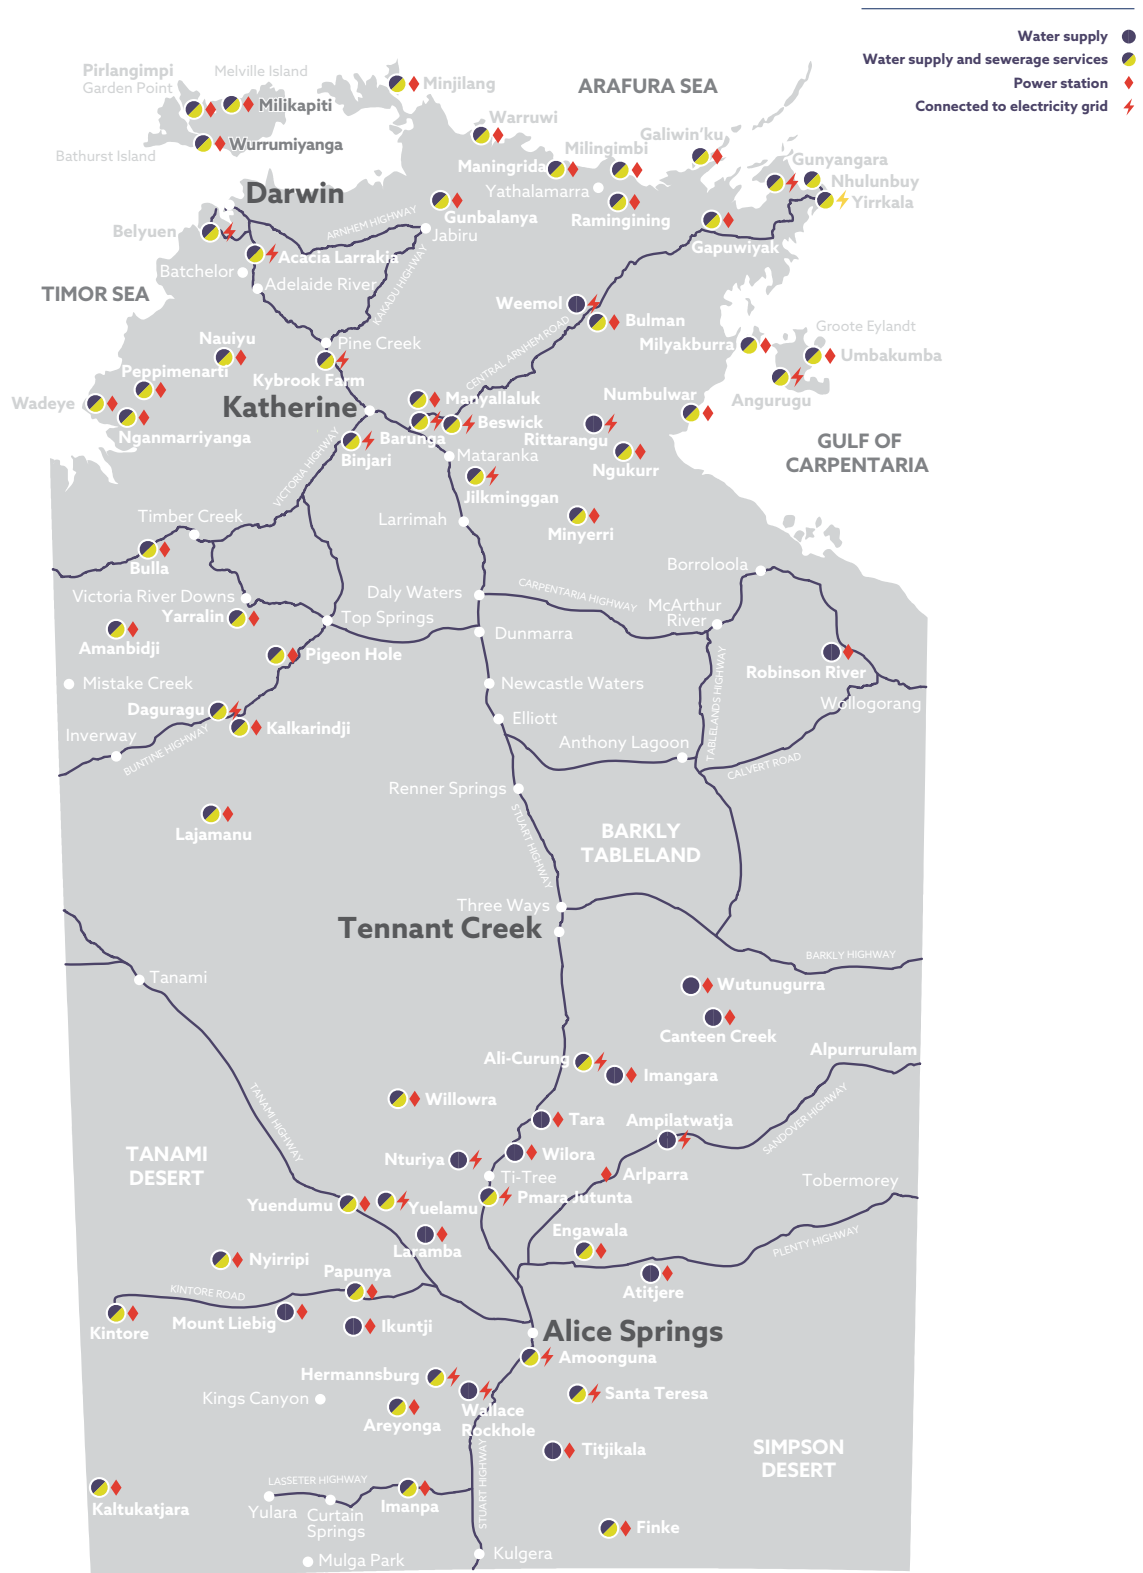 Water supply
Water supply and sewerage services
Power station
Connected to electricity grid
Pirlangimpi
Garden Point
Melville Island
Minjilang
ARAFURA SEA
Milikapiti
Warruwi
Wurrumiyanga
Bathurst Island
Milingimbi
Galiwin'ku
Maningrida
Gunyangara
Nhulunbuy
Yathalamarra
Yirrkala
Darwin
Gunbalanya
Ramingining
ARNHEM HIGHWAY
Jabiru
Belyuen
Gapuwiyak
Acacia Larrakia
Batchelor
Adelaide River
KAKADU HIGHWAY
TIMOR SEA
Weemol
Bulman
CENTRAL ARNHEM ROAD
Groote Eylandt
Nauiyu
Pine Creek
Milyakburra
Umbakumba
Peppimenarti
Kybrook Farm
Angurugu
Wadeye
Manyallaluk
Numbulwar
Katherine
Nganmarriyanga
Barunga
Beswick
Rittarangu
Binjari
VICTORIA HIGHWAY
Mataranka
Ngukurr
GULF OF
CARPENTARIA
Jilkminggan
Timber Creek
Larrimah
Minyerri
Bulla
Borroloola
Victoria River Downs
Daly Waters
CARPENTARIA HIGHWAY
McArthur
River
Yarralin
Top Springs
Dunmarra
Amanbidji
Pigeon Hole
Robinson River
Mistake Creek
Newcastle Waters
TABLELANDS HIGHWAY
Wollogorang
Daguragu
Elliott
Kalkarindji
Inverway
BUNTINE HIGHWAY
Anthony Lagoon
CALVERT ROAD
Renner Springs
Lajamanu
STUART HIGHWAY
BARKLY
TABLELAND
Three Ways
Tennant Creek
BARKLY HIGHWAY
Tanami
Wutunugurra
Canteen Creek
Ali-Curung
Alpurrurulam
Imangara
TANAMI HIGHWAY
Willowra
Tara
Ampilatwatja
SANDOVER HIGHWAY
TANAMI
DESERT
Nturiya
Wilora
Ti-Tree
Arlparra
Tobermorey
Yuendumu
Yuelamu
Pmara Jutunta
Laramba
Engawala
PLENTY HIGHWAY
Nyirripi
Papunya
Atitjere
KINTORE ROAD
Kintore
Mount Liebig
Ikuntji
Alice Springs
Amoonguna
Hermannsburg
Santa Teresa
Kings Canyon
Areyonga
Wallace
Rockhole
Titjikala
SIMPSON
DESERT
STUART HIGHWAY
LASSETER HIGHWAY
Kaltukatjara
Yulara
Curtain
Springs
Imanpa
Finke
Mulga Park
Kulgera